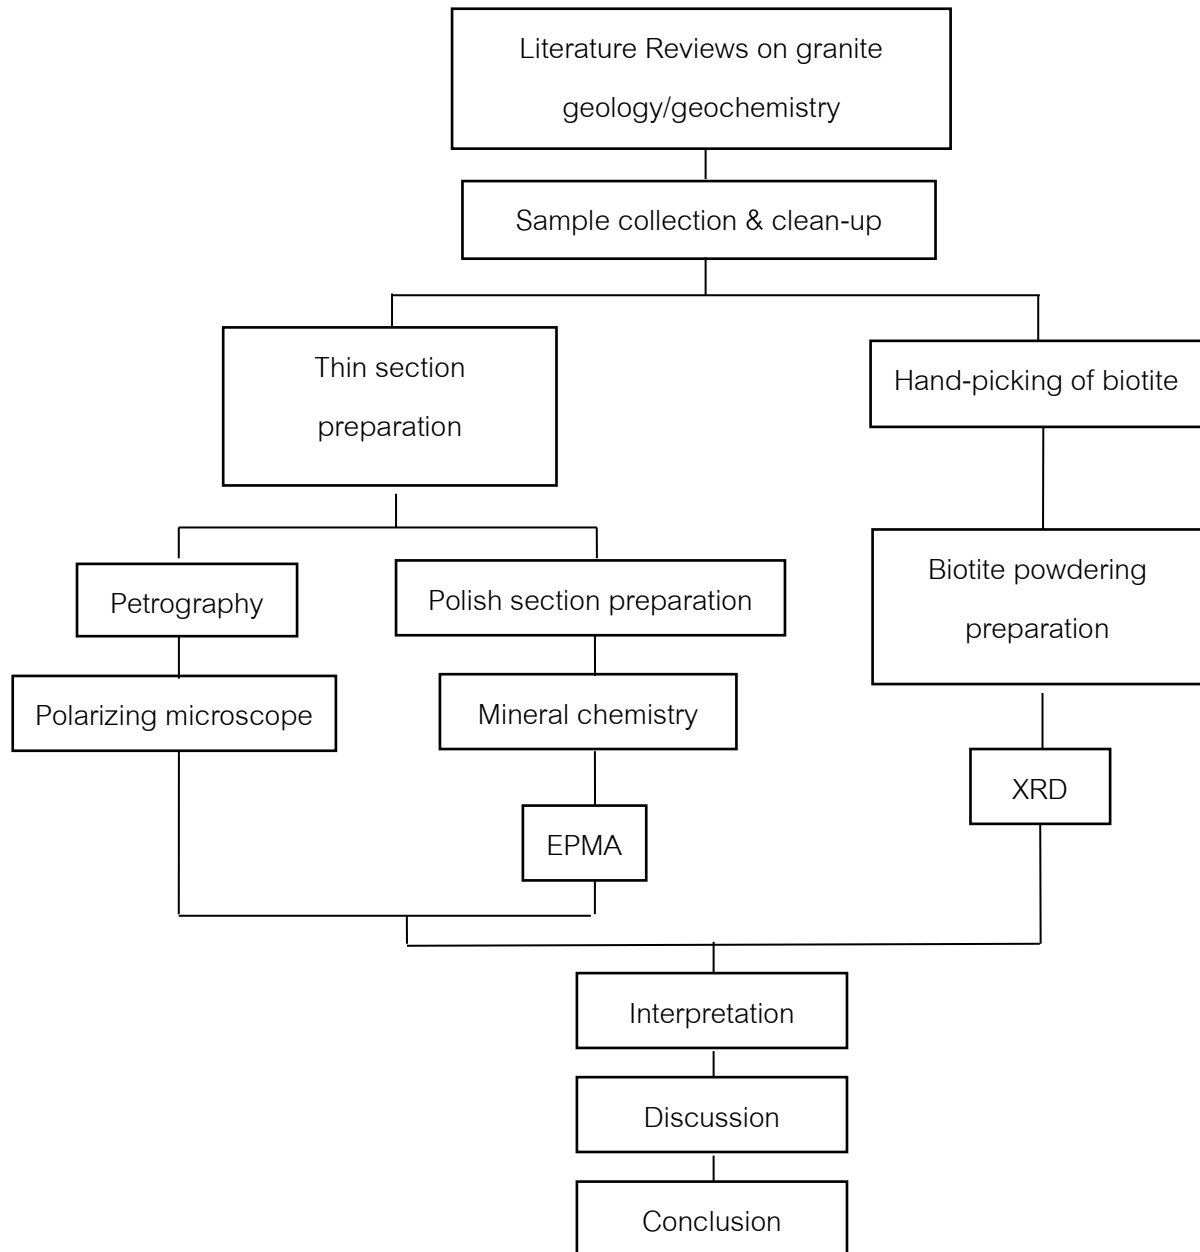 Literature Reviews on granite
geology/geochemistry
Sample collection & clean-up
Thin section
preparation
Hand-picking of biotite
Petrography
Polish section preparation
Biotite powdering
preparation
Polarizing microscope
Mineral chemistry
XRD
EPMA
Interpretation
Discussion
Conclusion